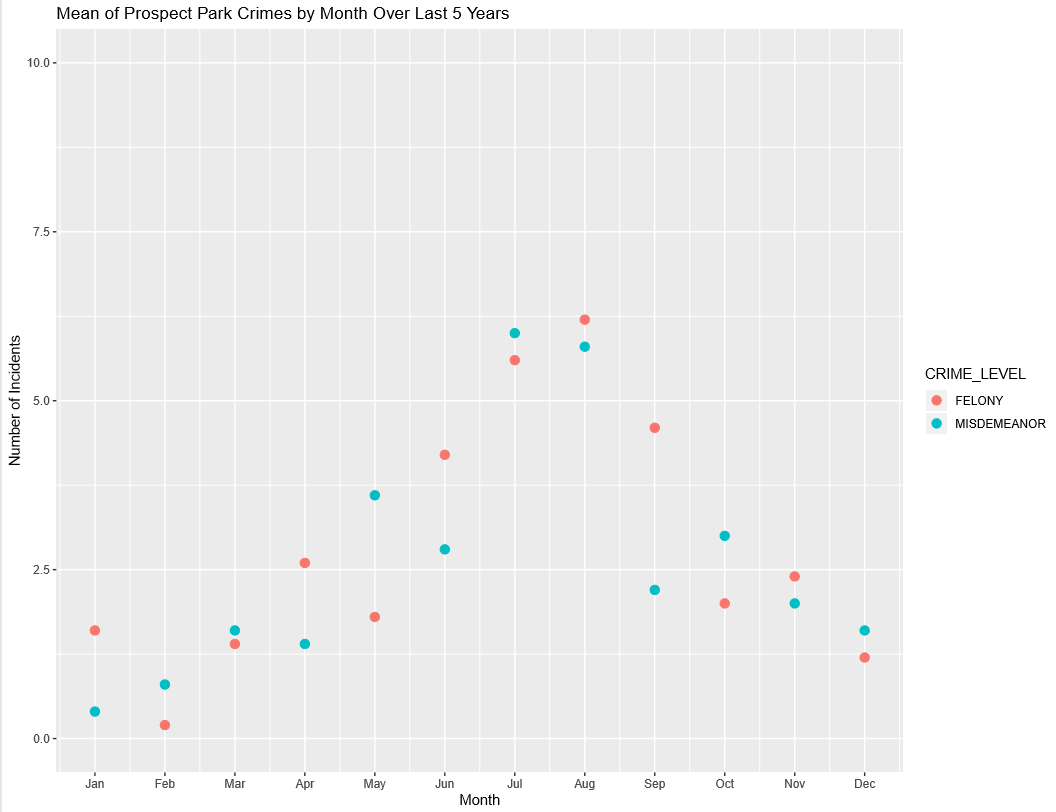 Mean of Prospect Park Crimes by Month Over Last 5 Years
10.0
7.5
5.0
2.5
0.0
Number of Incidents
Jan Feb Mar Apr May Jun Jul Aug Sep Oct Nov Dec
Month
CRIME_LEVEL
FELONY
MISDEMEANOR